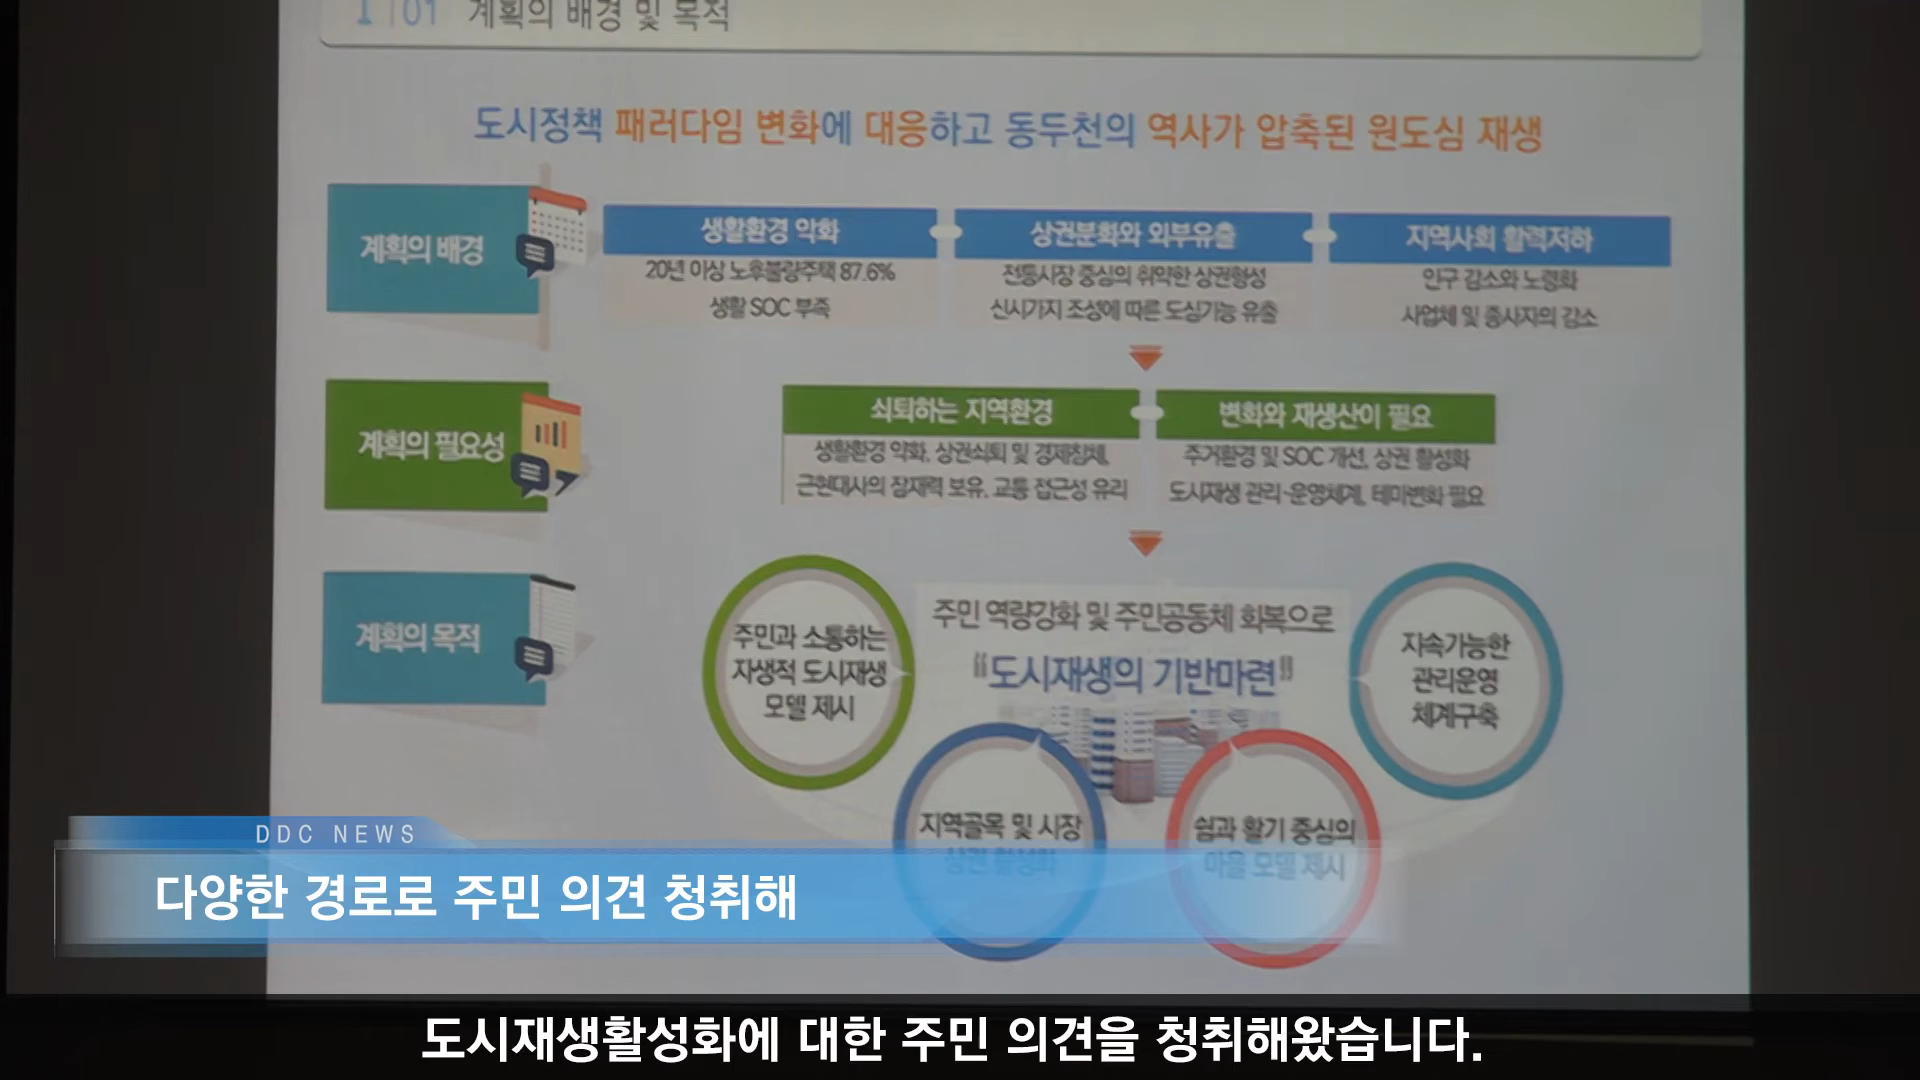 I 01 계획의 배경 및 목적
도시정책 패러다임 변화에 대응하고 동두천의 역사가 압축된 원도심 재생
계획의 배경
생활환경 악화
20년 이상 노후불량주택 87.6%
생활 SOC 부족
상권분화와 외부유출
전통시장 중심의 취약한 상권형성
신시가지 조성에 따른 도심기능 유출
지역사회 활력저하
인구 감소와 노령화
사업체 및 종사자의 감소
계획의 필요성
쇠퇴하는 지역환경
생활환경 악화, 상권쇠퇴 및 경제침체,
근현대사의 잠재력 보유, 교통 접근성 유리
변화와 재생산이 필요
주거환경 및 SOC 개선, 상권 활성화
도시재생 관리·운영체계, 테마변화 필요
계획의 목적
주민과 소통하는
자생적 도시재생
모델 제시
주민 역량강화 및 주민공동체 회복으로
"도시재생의 기반마련"
지속가능한
관리운영
체계구축
지역골목 및 시장
상권 활성화
쉼과 활기 중심의
마을 모델 제시
DDC NEWS
다양한 경로로 주민 의견 청취해
도시재생활성화에 대한 주민 의견을 청취해왔습니다.